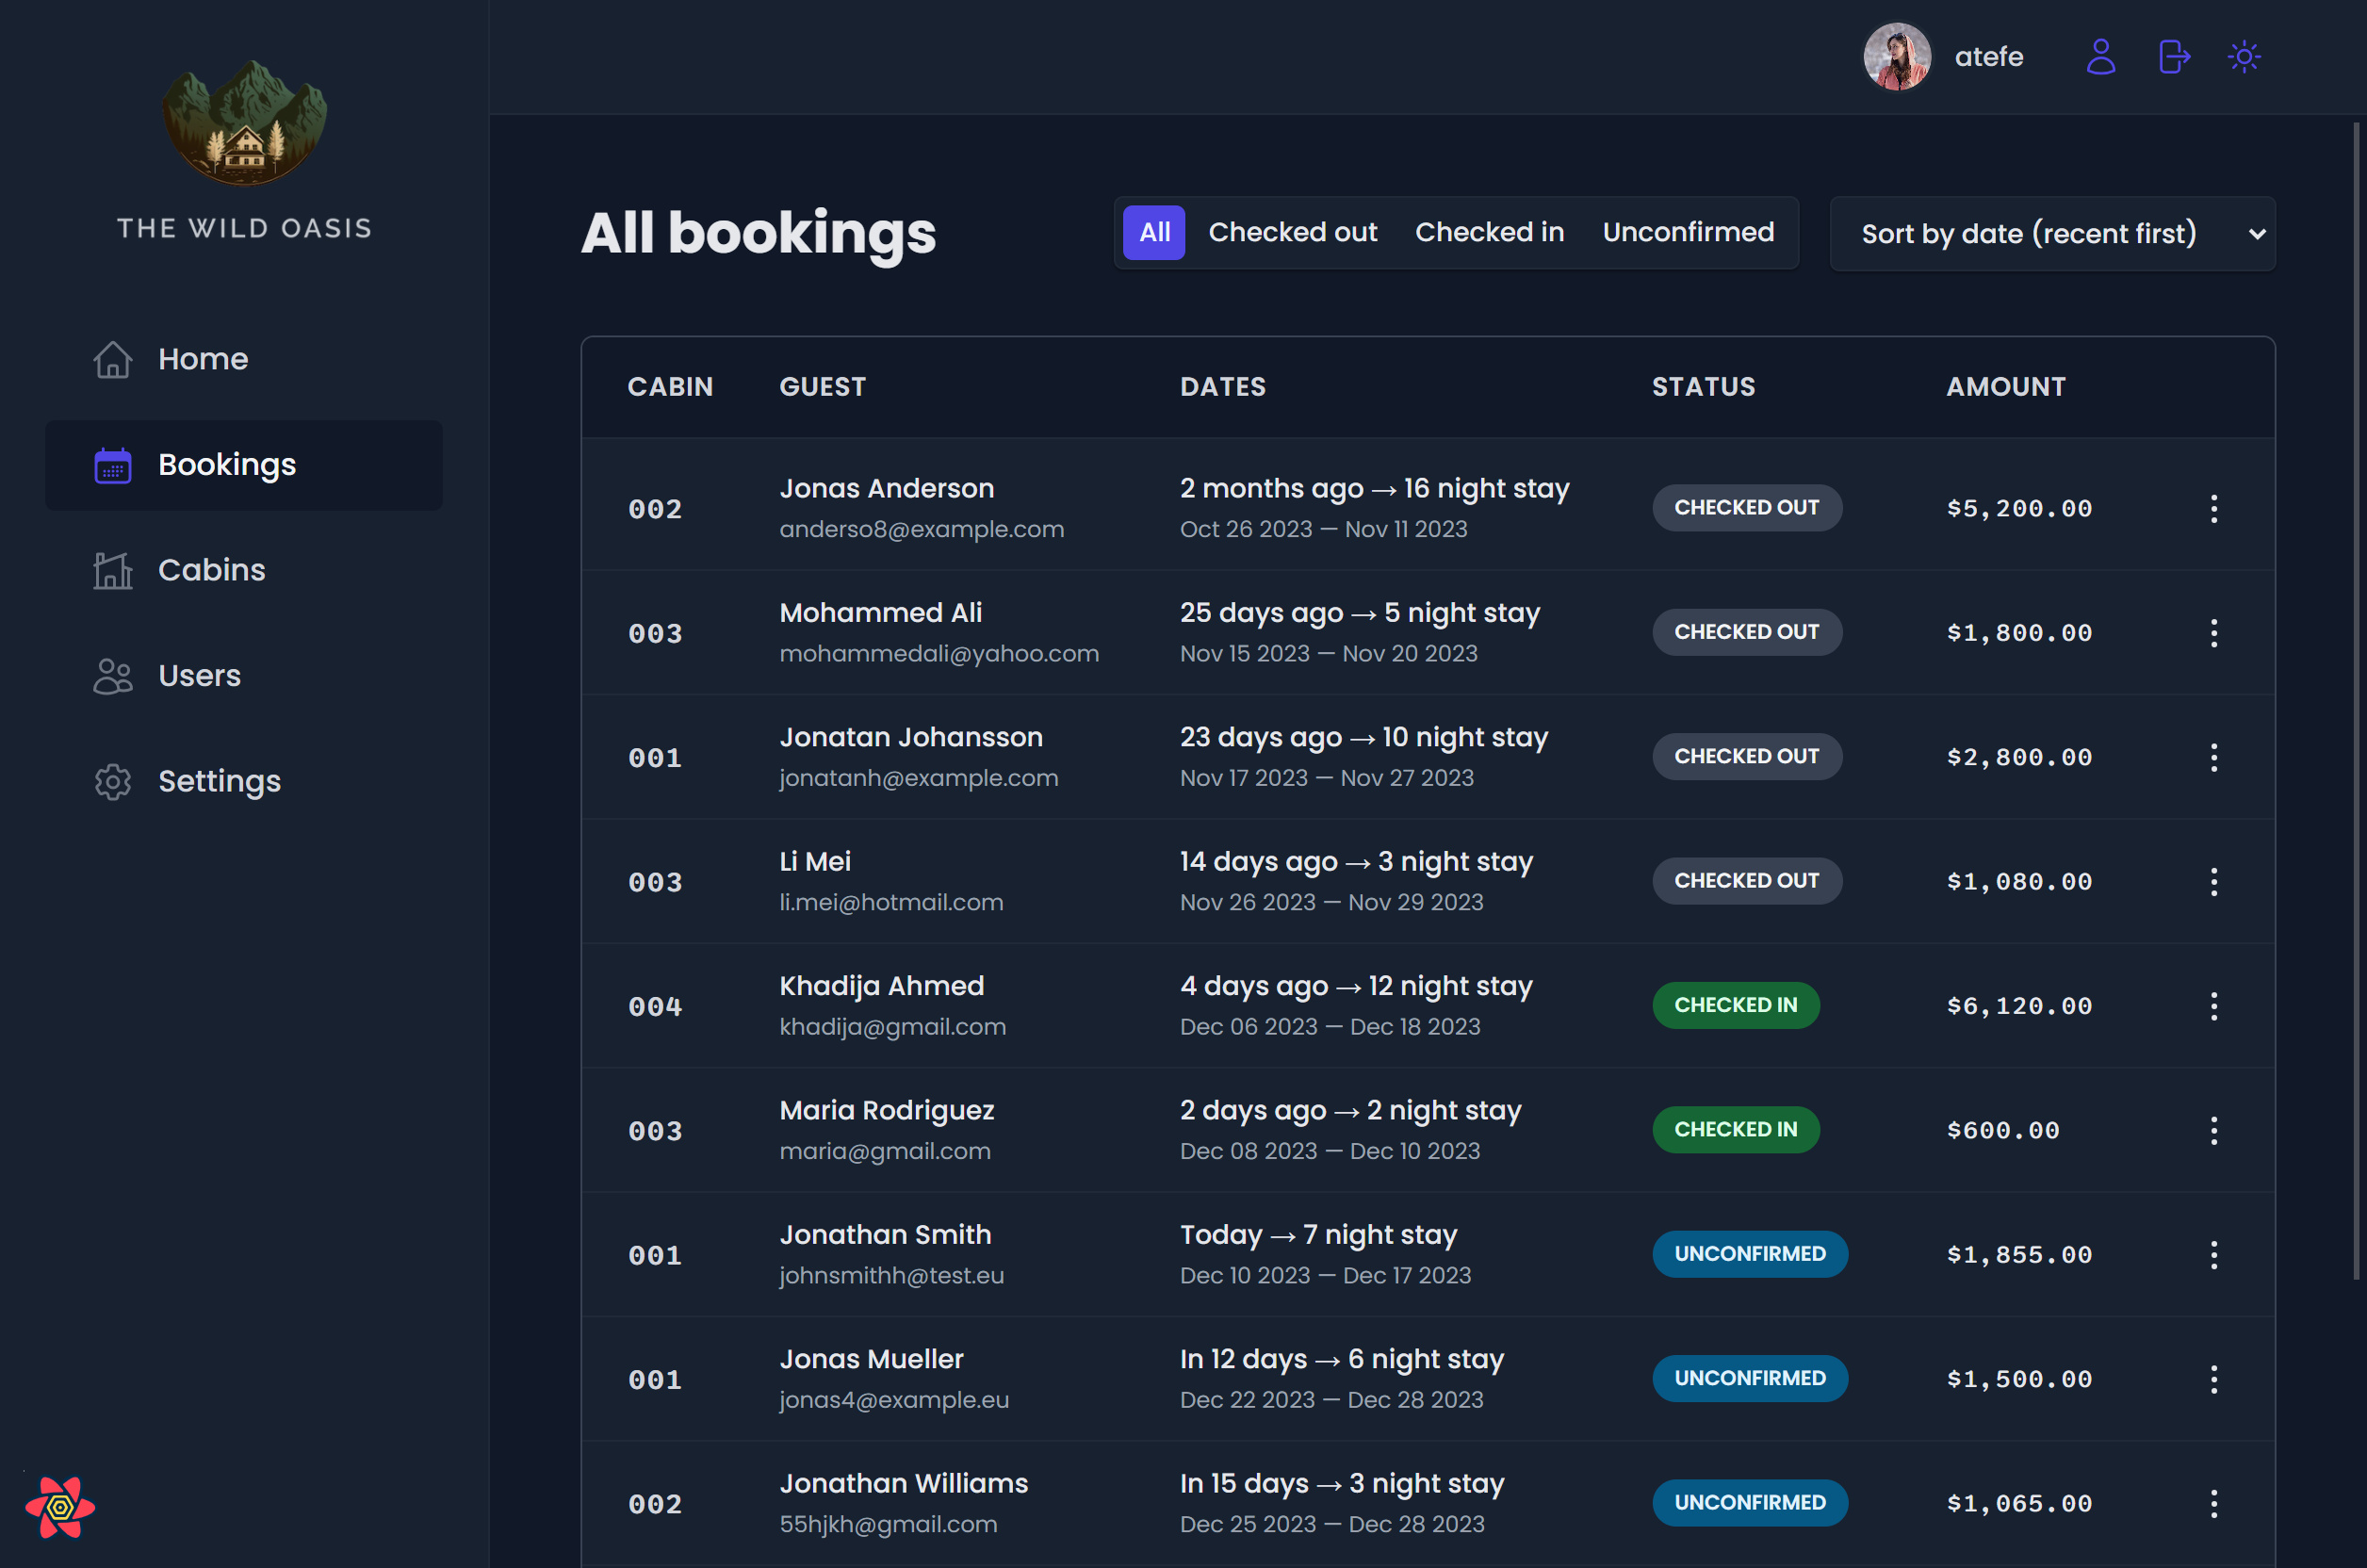 THE WILD OASIS
Home
Bookings
Cabins
Users
Settings
atefe
All bookings
All Checked out Checked in Unconfirmed
Sort by date (recent first)
CABIN GUEST DATES STATUS AMOUNT
002 Jonas Anderson 2 months ago → 16 night stay CHECKED OUT $5,200.00
anderso8@example.com Oct 26 2023 — Nov 11 2023
003 Mohammed Ali 25 days ago → 5 night stay CHECKED OUT $1,800.00
mohammedali@yahoo.com Nov 15 2023 — Nov 20 2023
001 Jonatan Johansson 23 days ago → 10 night stay CHECKED OUT $2,800.00
jonatanh@example.com Nov 17 2023 — Nov 27 2023
003 Li Mei 14 days ago → 3 night stay CHECKED OUT $1,080.00
li.mei@hotmail.com Nov 26 2023 — Nov 29 2023
004 Khadija Ahmed 4 days ago → 12 night stay CHECKED IN $6,120.00
khadija@gmail.com Dec 06 2023 — Dec 18 2023
003 Maria Rodriguez 2 days ago → 2 night stay CHECKED IN $600.00
maria@gmail.com Dec 08 2023 — Dec 10 2023
001 Jonathan Smith Today → 7 night stay UNCONFIRMED $1,855.00
johnsmithh@test.eu Dec 10 2023 — Dec 17 2023
001 Jonas Mueller In 12 days → 6 night stay UNCONFIRMED $1,500.00
jonas4@example.eu Dec 22 2023 — Dec 28 2023
002 Jonathan Williams In 15 days → 3 night stay UNCONFIRMED $1,065.00
55hjkh@gmail.com Dec 25 2023 — Dec 28 2023